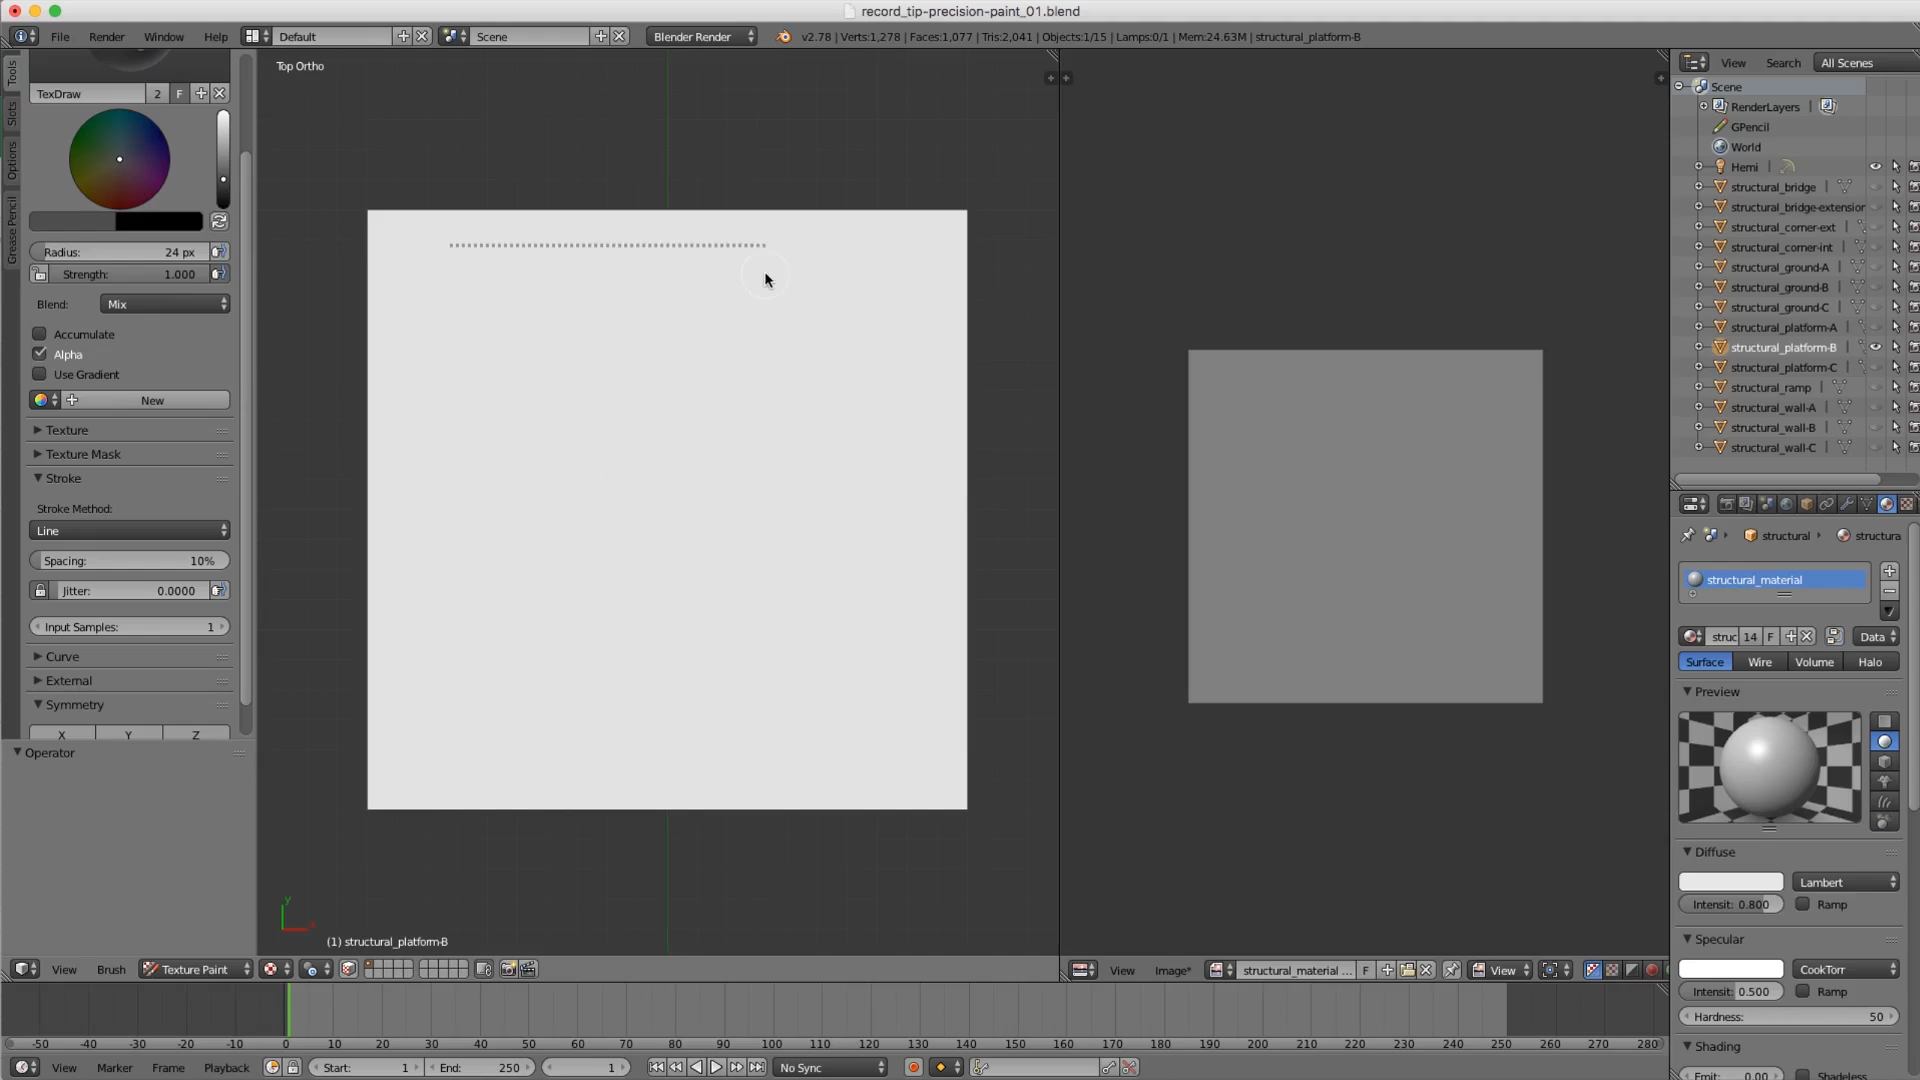 record_tip-precision-paint_01.blend
File Render Window Help Default Scene Blender Render v2.78 | Verts:1,278 | Faces:1,077 | Tris:2,041 | Objects:1/15 | Lamps:0/1 | Mem:24.63M | structural_platform-B
Tools
Slots
Options
Grease Pencil
TexDraw 2 F
Radius: 24 px
Strength: 1.000
Blend: Mix
Accumulate
Alpha
Use Gradient
New
Texture
Texture Mask
Stroke
Stroke Method:
Line
Spacing: 10%
Jitter: 0.0000
Input Samples: 1
Curve
External
Symmetry
X Y Z
Operator
Top Ortho
y
(1) structural_platform-B
View Brush Texture Paint
View Image* structural_material ... F View
View Search All Scenes
Scene
RenderLayers |
GPencil
World
Hemi |
structural_bridge |
structural_bridge-extension
structural_corner-ext |
structural_corner-int |
structural_ground-A |
structural_ground-B |
structural_ground-C |
structural_platform-A |
structural_platform-B |
structural_platform-C |
structural_ramp |
structural_wall-A |
structural_wall-B |
structural_wall-C |
structural structura
structural_material
struc 14 F Data
Surface Wire Volume Halo
Preview
Diffuse
Lambert
Intensit: 0.800 Ramp
Specular
CookTorr
Intensit: 0.500 Ramp
Hardness: 50
Shading
Emit: 0.00 Shadeless
-50 -40 -30 -20 -10 0 10 20 30 40 50 60 70 80 90 100 110 120 130 140 150 160 170 180 190 200 210 220 230 240 250 260 270 280
View Marker Frame Playback Start: 1 End: 250 1 No Sync